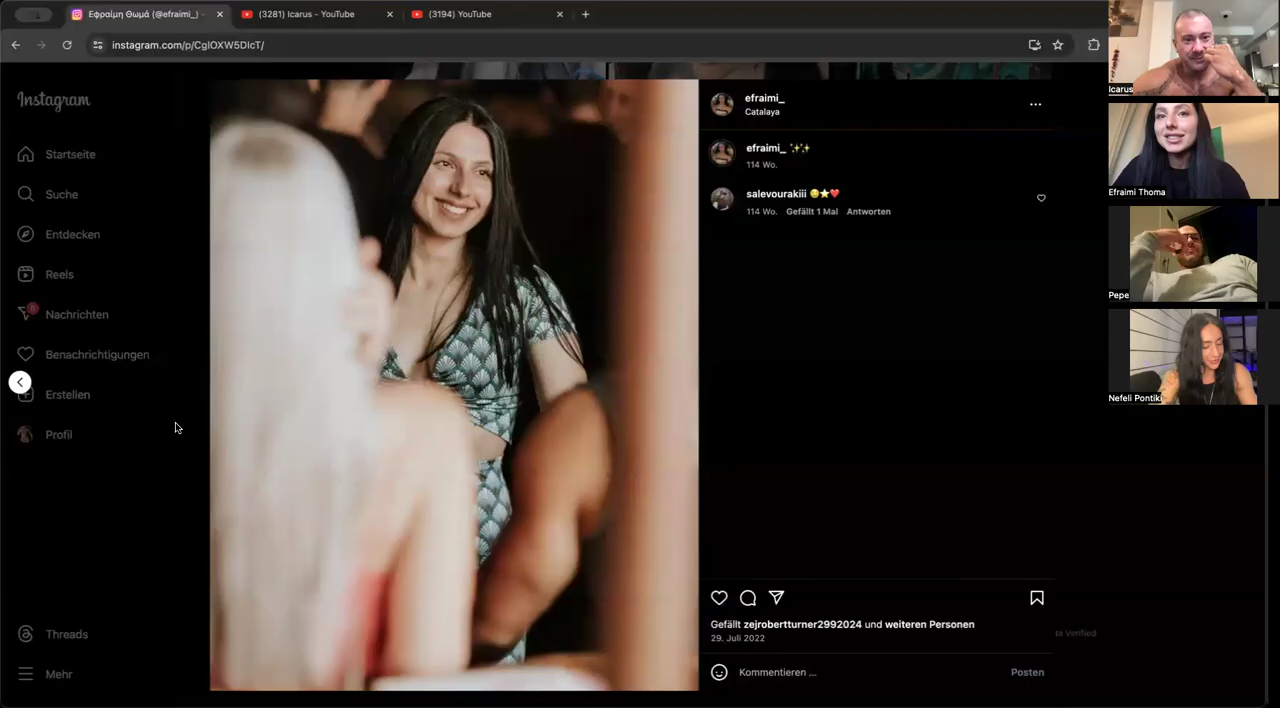 Εφραίμη Θωμά (@efraimi_) -
(3281) Icarus - YouTube
(3194) YouTube
instagram.com/p/CglOXW5DIcT/
Instagram
Startseite
Suche
Entdecken
Reels
6
Nachrichten
Benachrichtigungen
Erstellen
Profil
Threads
Mehr
efraimi_
Catalaya
efraimi_ ✨✨
114 Wo.
salevourakiii 😏⭐❤️
114 Wo. Gefällt 1 Mal Antworten
Gefällt zejrobertturner2992024 und weiteren Personen
29. Juli 2022
Verified
Kommentieren ...
Posten
Icarus
Efraimi Thoma
Pepe
Nefeli Pontiki